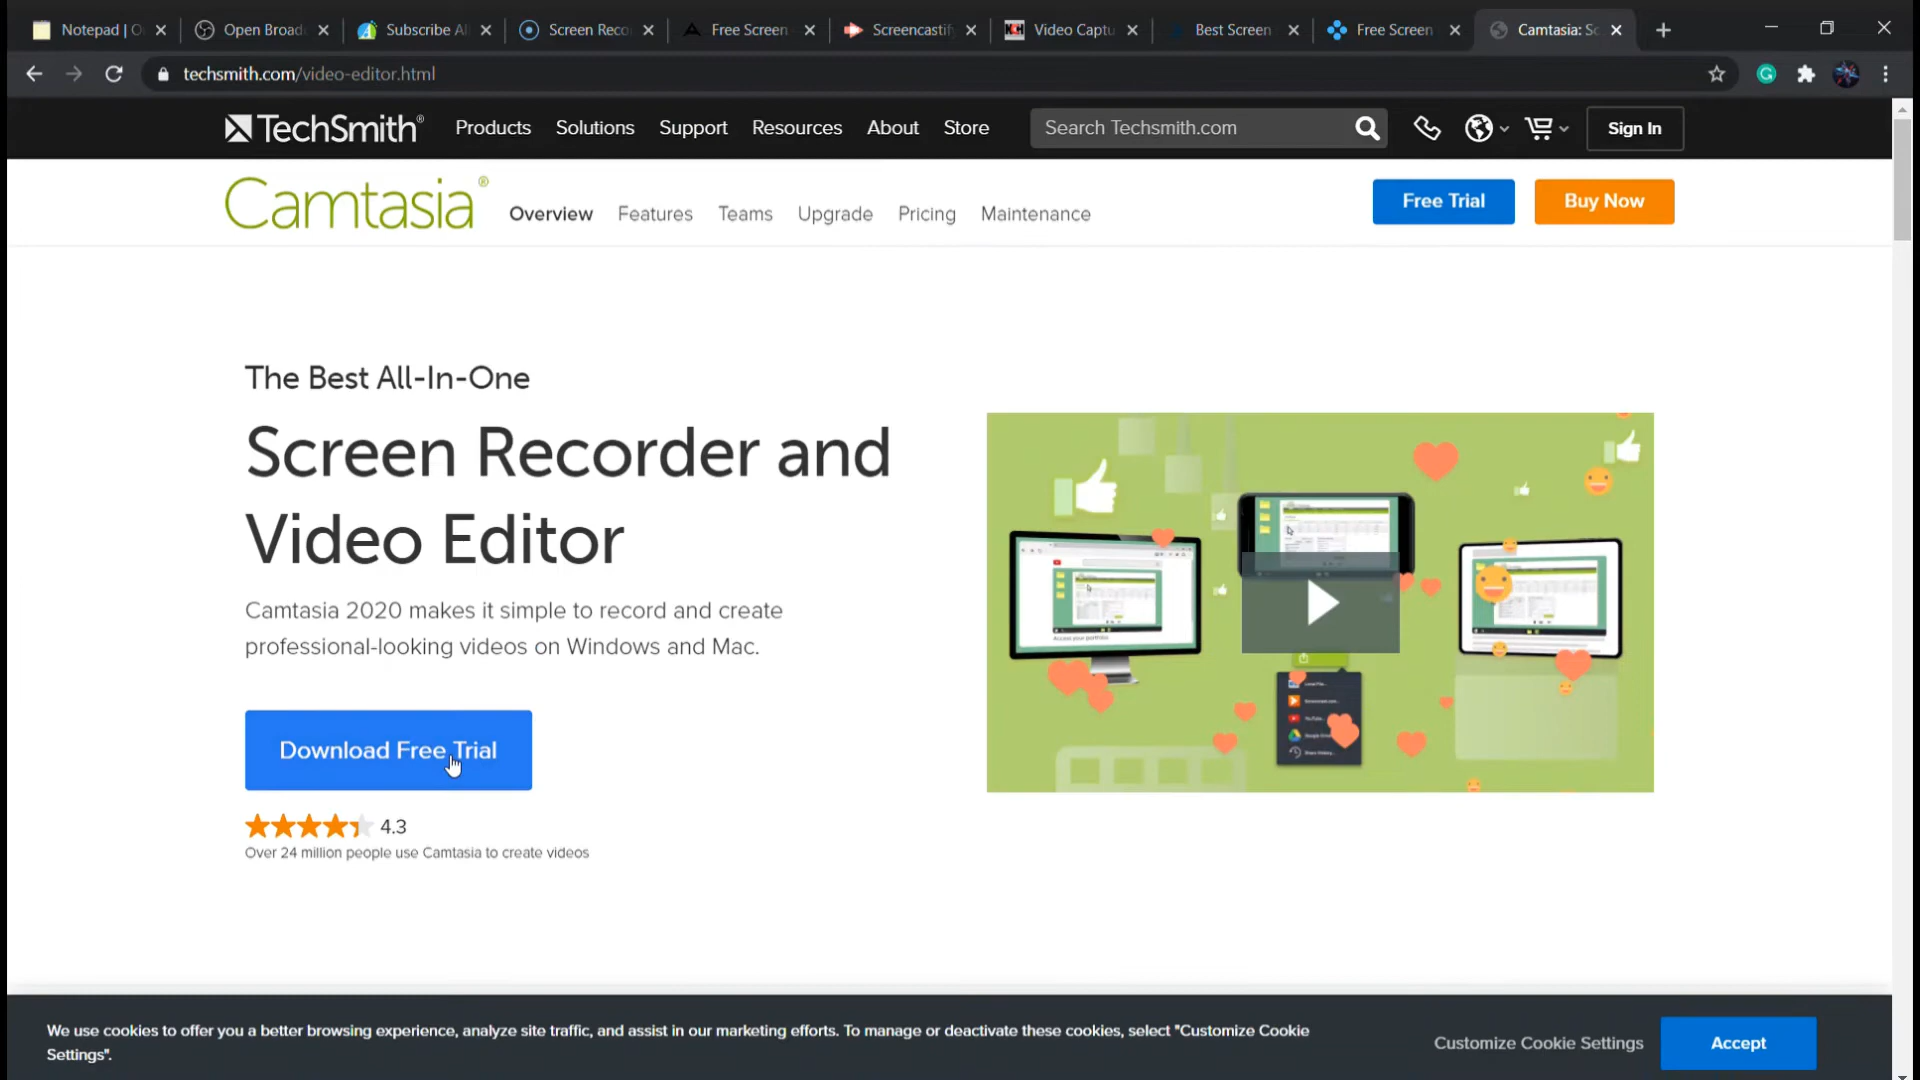 Notepad | O
Open Broad
Subscribe Al
Screen Reco
Free Screen
Screencastif
Video Captu
Best Screen
Free Screen
Camtasia: Sc
techsmith.com/video-editor.html
TechSmith®
Products
Solutions
Support
Resources
About
Store
Search Techsmith.com
Sign In
Camtasia®
Overview
Features
Teams
Upgrade
Pricing
Maintenance
Free Trial
Buy Now
The Best All-In-One
Screen Recorder and
Video Editor
Camtasia 2020 makes it simple to record and create
professional-looking videos on Windows and Mac.
Download Free Trial
4.3
Over 24 million people use Camtasia to create videos
We use cookies to offer you a better browsing experience, analyze site traffic, and assist in our marketing efforts. To manage or deactivate these cookies, select "Customize Cookie
Settings".
Customize Cookie Settings
Accept